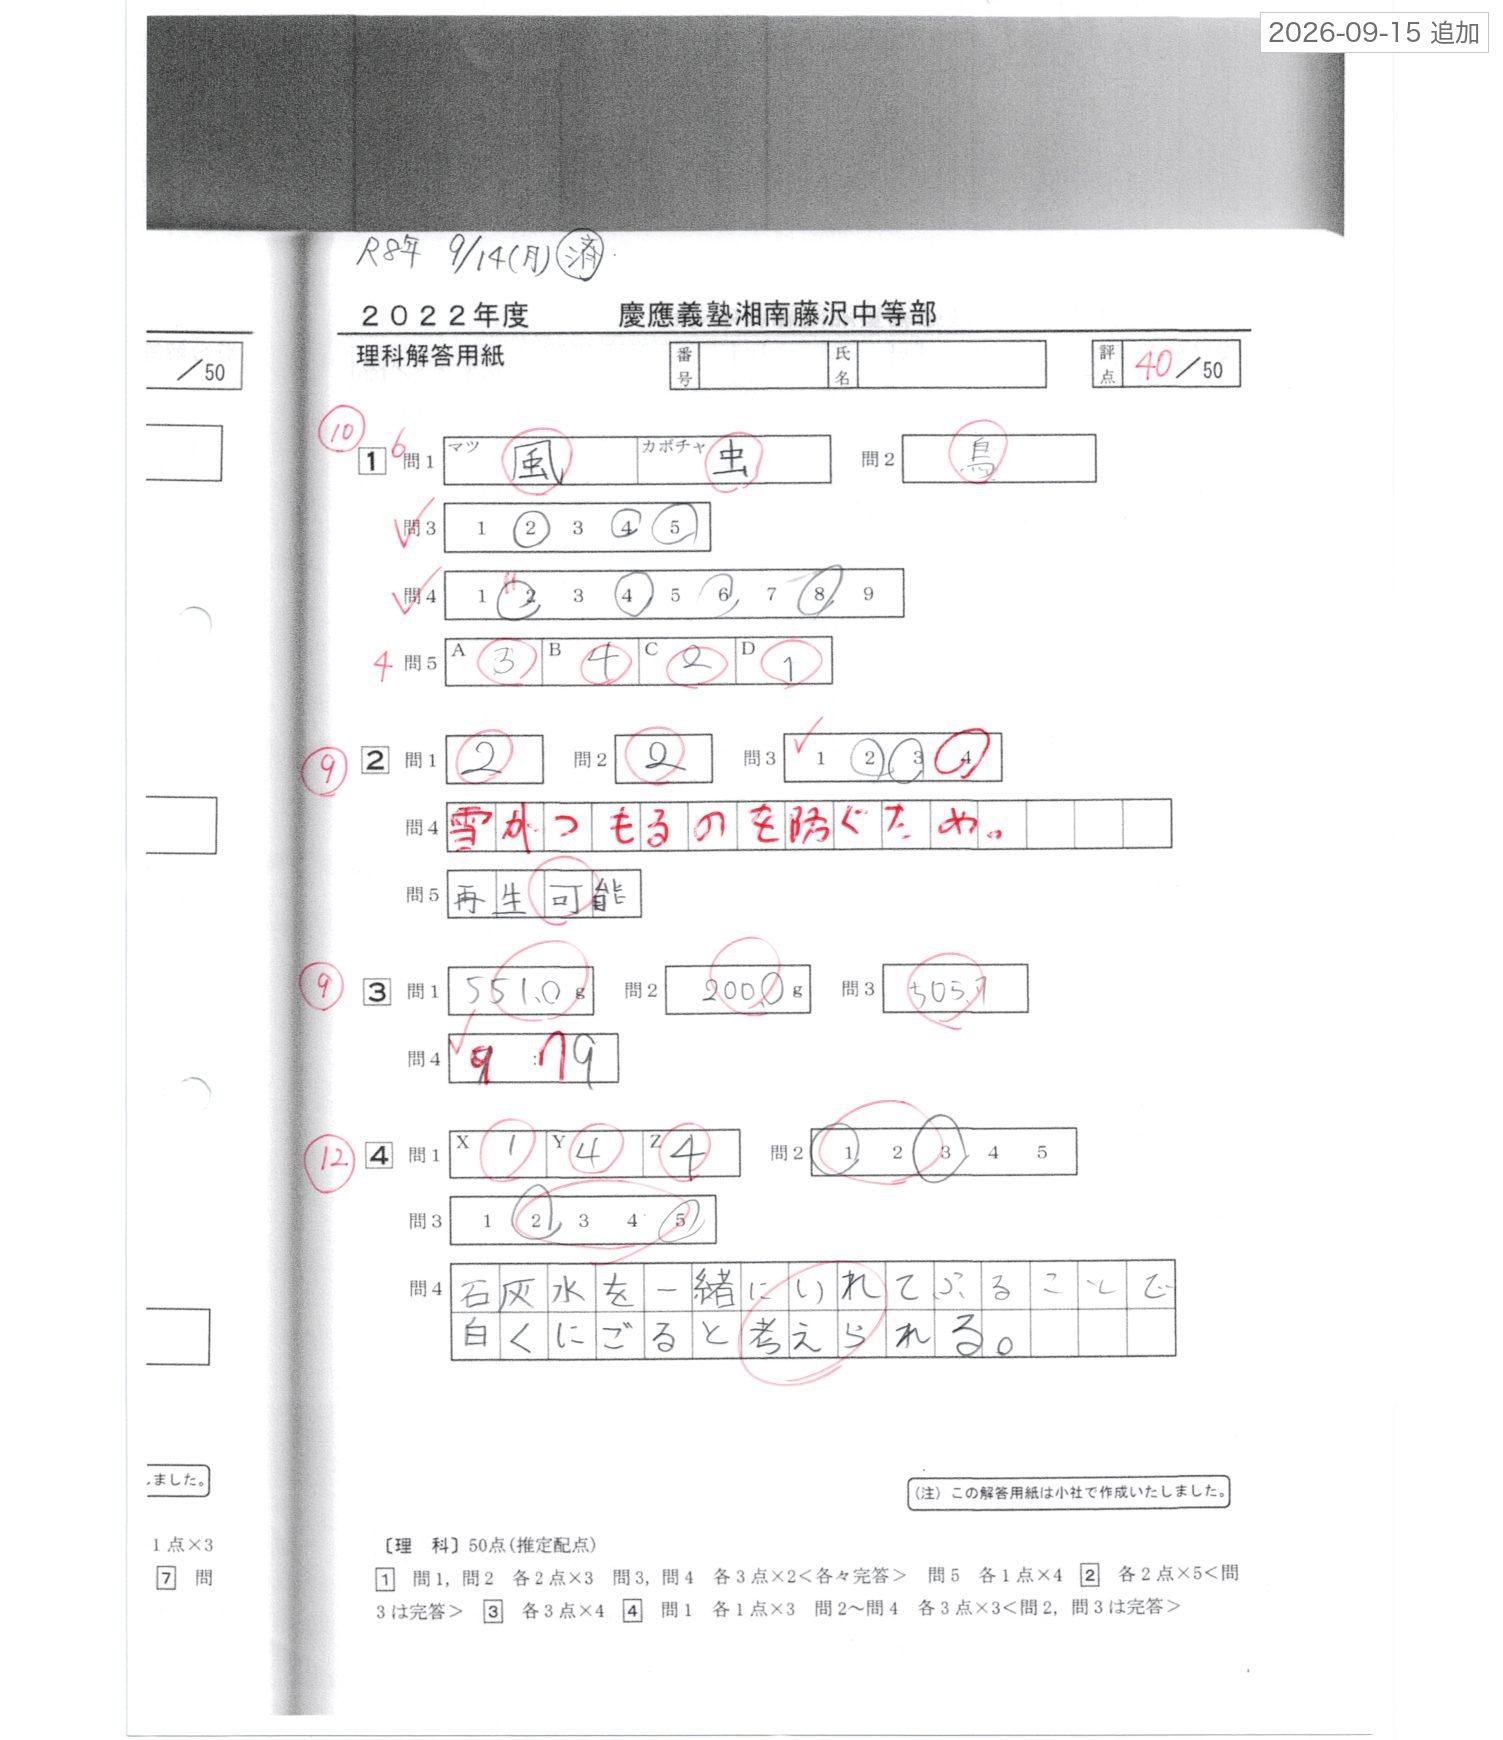 2026-09-15 追加
R8年 9/14(月) 済
2022年度 慶應義塾湘南藤沢中等部
／50
理科解答用紙 番号 氏名 評点 40／50
10 1 6 問1 マツ 風 カボチャ 虫 問2 鳥
問3 1 2 3 4 5
問4 1 2 3 4 5 6 7 8 9
4 問5 A 3 B 4 C 2 D 1
9 2 問1 2 問2 2 問3 1 2 3 4
問4 雪がつもるのを防ぐため。
問5 再生可能
9 3 問1 551.0 g 問2 200.0 g 問3
問4 :
12 4 問1 X 1 Y 4 Z 4 問2 1 2 3 4 5
問3 1 2 3 4 5
問4 石灰水を一緒にいれてふることで
白くにごると考えられる。
しました。
(注) この解答用紙は小社で作成いたしました。
1点×3
7 問
〔理 科〕50点(推定配点)
1 問1，問2 各2点×3 問3，問4 各3点×2＜各々完答＞ 問5 各1点×4 2 各2点×5＜問
3は完答＞ 3 各3点×4 4 問1 各1点×3 問2～問4 各3点×3＜問2，問3は完答＞